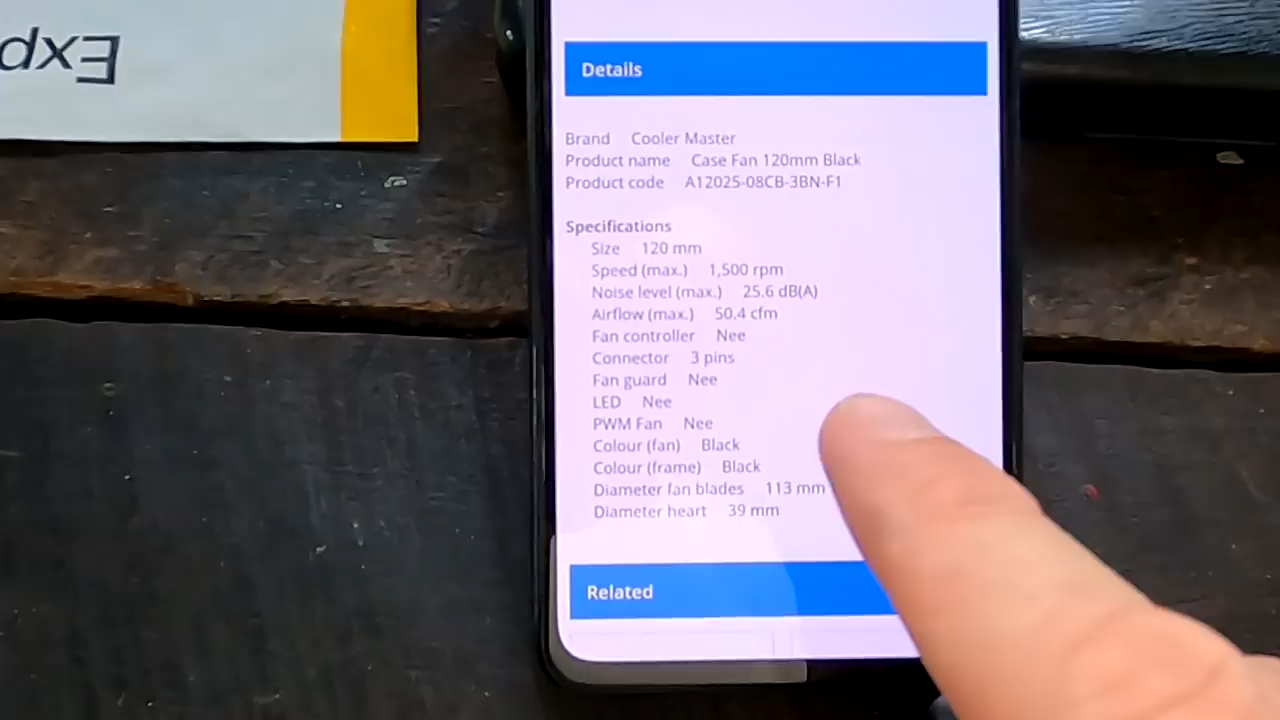 Exp
Details
Brand Cooler Master
Product name Case Fan 120mm Black
Product code A12025-08CB-3BN-F1
Specifications
Size 120 mm
Speed (max.) 1,500 rpm
Noise level (max.) 25.6 dB(A)
Airflow (max.) 50.4 cfm
Fan controller Nee
Connector 3 pins
Fan guard Nee
LED Nee
PWM Fan Nee
Colour (fan) Black
Colour (frame) Black
Diameter fan blades 113 mm
Diameter heart 39 mm
Related